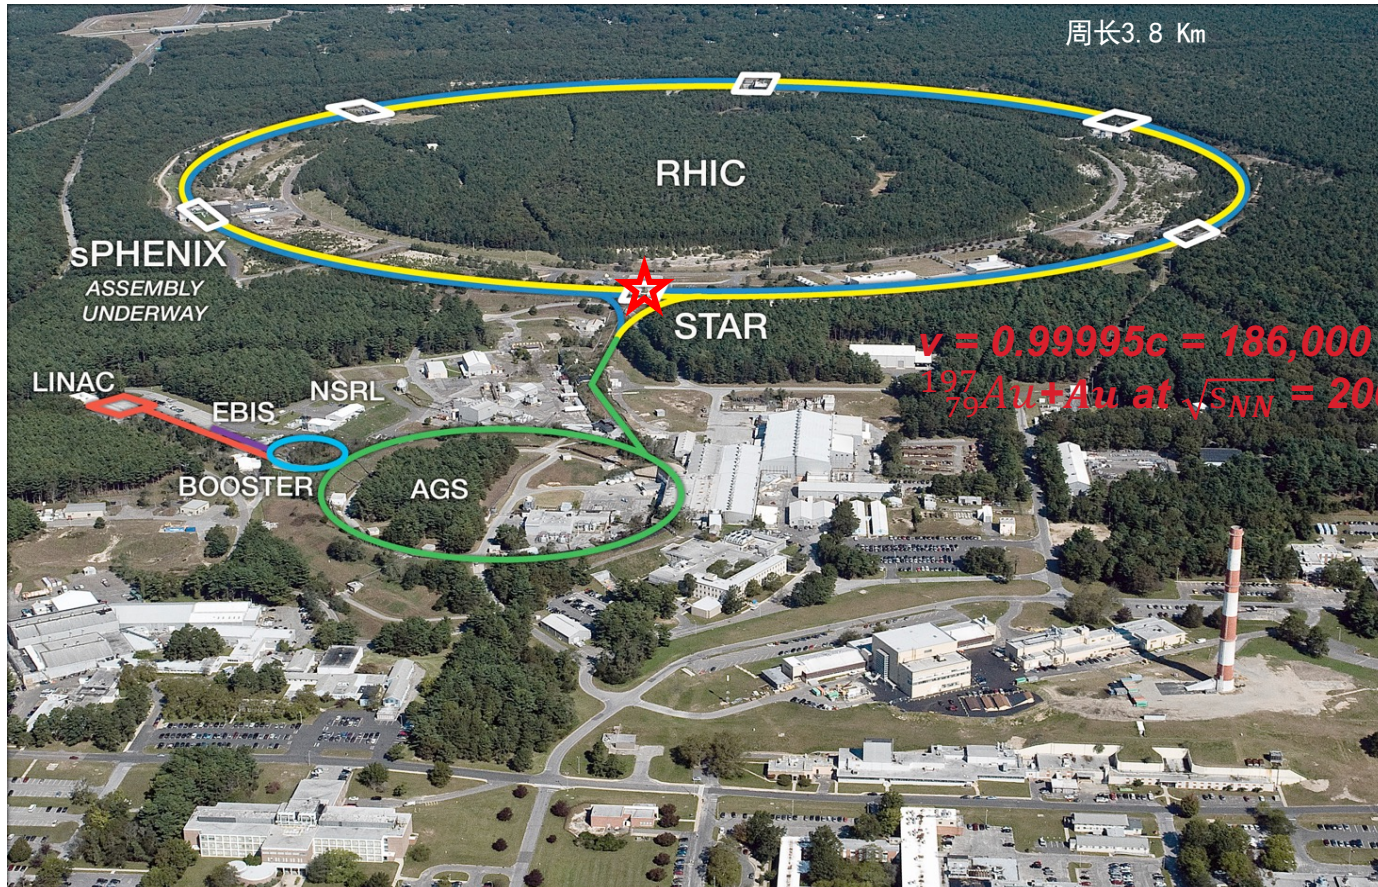 周长3.8 Km
RHIC
sPHENIX
ASSEMBLY
UNDERWAY
STAR
v = 0.99995c = 186,000
¹⁹⁷₇₉Au+Au at √sNN = 20
LINAC
NSRL
EBIS
BOOSTER
AGS